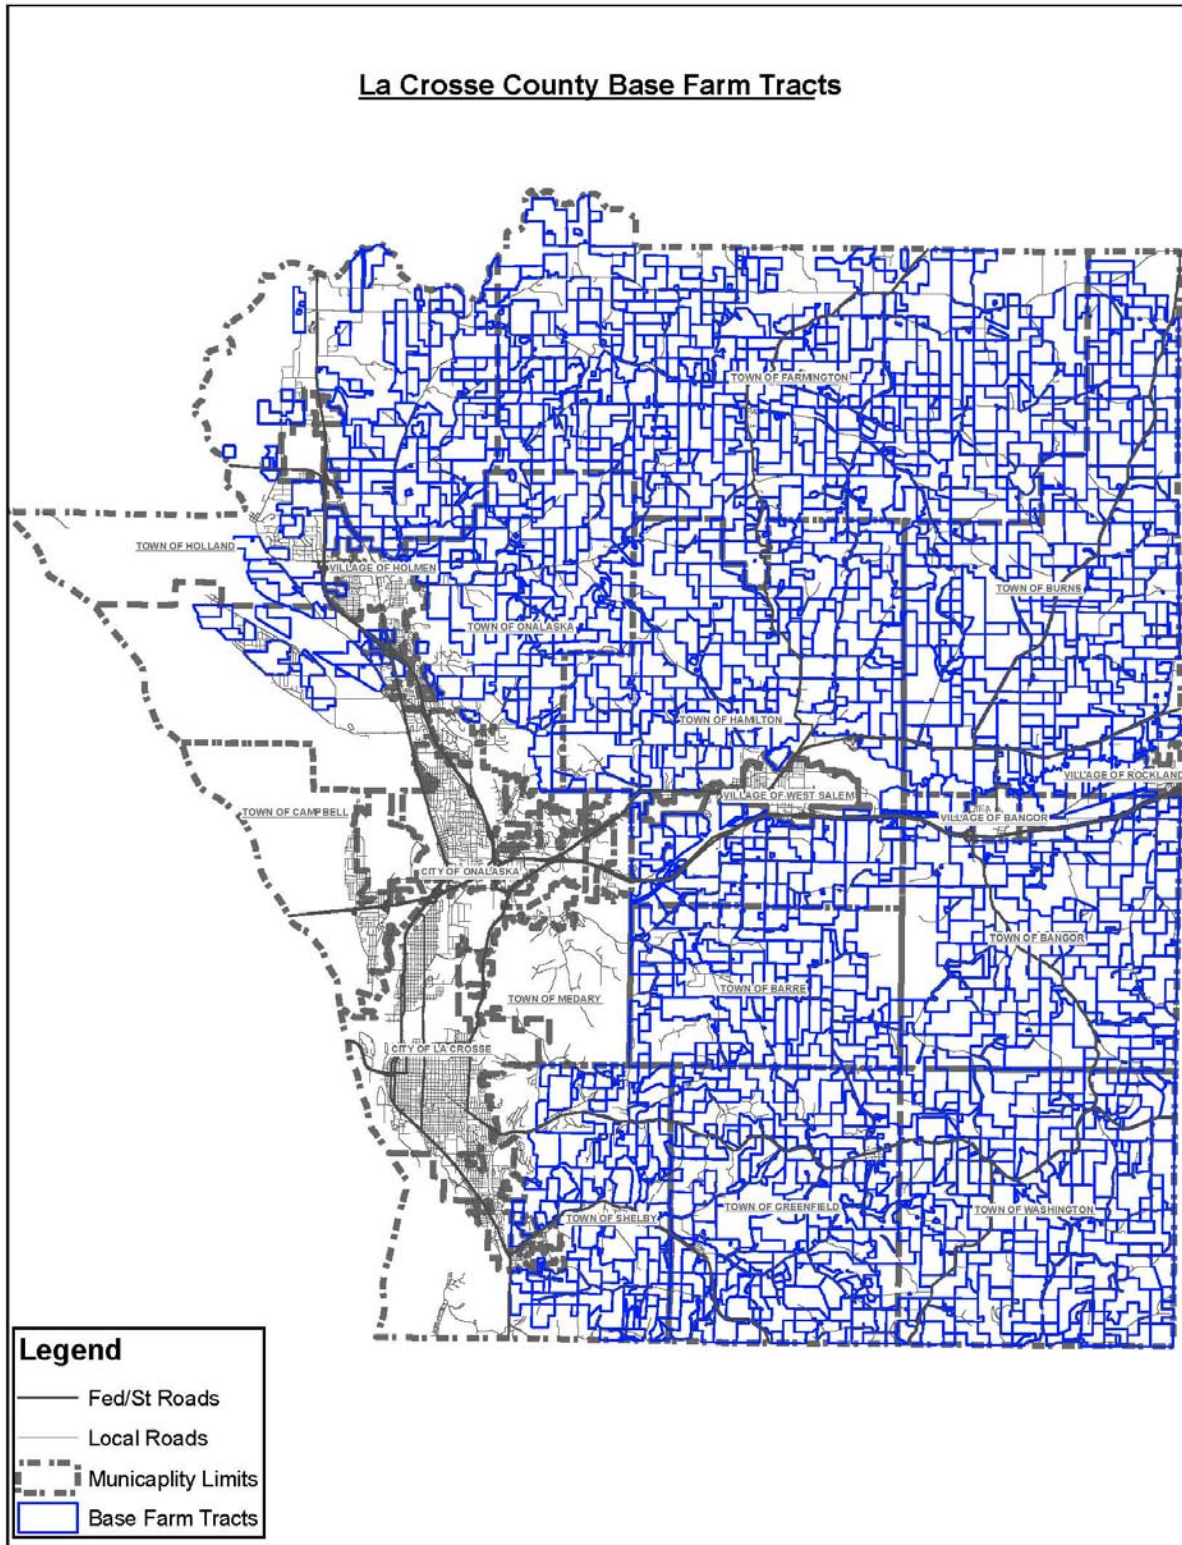 La Crosse County Base Farm Tracts
TOWN OF FARMINGTON
TOWN OF HOLLAND
VILLAGE OF HOLMEN
TOWN OF BURNS
TOWN OF ONALASKA
TOWN OF HAMILTON
VILLAGE OF ROCKLAND
VILLAGE OF WEST SALEM
TOWN OF CAMPBELL
VILLAGE OF BANGOR
CITY OF ONALASKA
TOWN OF BANGOR
TOWN OF BARRE
TOWN OF MEDARY
CITY OF LA CROSSE
TOWN OF GREENFIELD
TOWN OF WASHINGTON
TOWN OF SHELBY
Legend
Fed/St Roads
Local Roads
Municaplity Limits
Base Farm Tracts